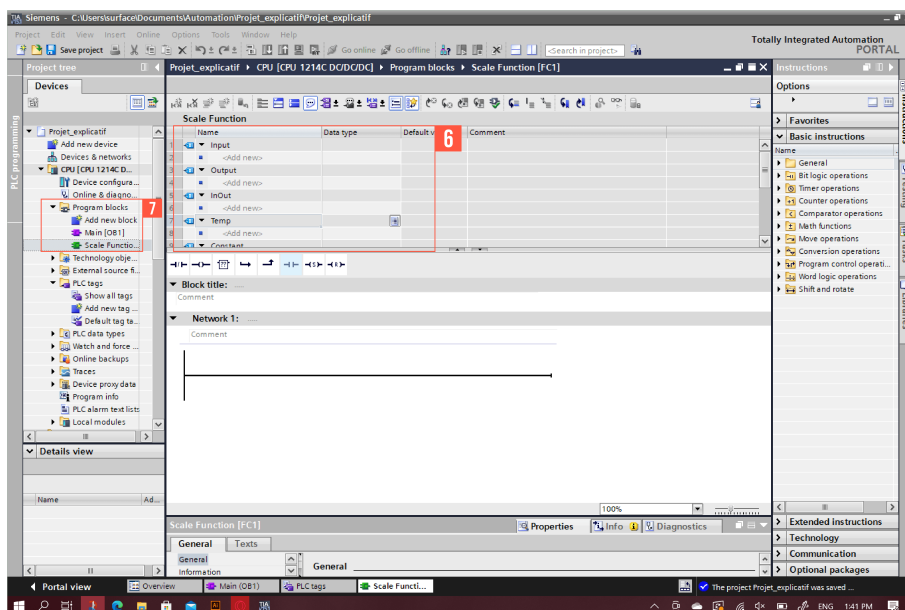 Siemens - C:\Users\surface\Documents\Automation\Projet_explicatif\Projet_explicatif
Project Edit View Insert Online Options Tools Window Help
Totally Integrated Automation
PORTAL
Save project
Go online
Go offline
<Search in project>
Project tree
Projet_explicatif CPU [CPU 1214C DC/DC/DC] Program blocks Scale Function [FC1]
Instructions
Devices
Options
Scale Function
Name Data type Default v Comment
6
1 Input
2 <Add new>
3 Output
4 <Add new>
5 InOut
6 <Add new>
7 Temp
8 <Add new>
9 Constant
PLC programming
Projet_explicatif
Add new device
Devices & networks
CPU [CPU 1214C D...
Device configura...
Online & diagno...
Program blocks
7
Add new block
Main [OB1]
Scale Functio...
Technology obje...
External source fi...
PLC tags
Show all tags
Add new tag ...
Default tag ta...
PLC data types
Watch and force ...
Online backups
Traces
Device proxy data
Program info
PLC alarm text lists
Local modules
Block title: .....
Comment
Network 1: .....
Comment
Favorites
Basic instructions
Name
General
Bit logic operations
Timer operations
Counter operations
Comparator operations
Math functions
Move operations
Conversion operations
Program control operati...
Word logic operations
Shift and rotate
Instructions
Details view
Name Ad...
100%
Scale Function [FC1]
Properties
Info
Diagnostics
General Texts
General
Information
General
Extended instructions
Technology
Communication
Optional packages
Portal view
Overview
Main (OB1)
PLC tags
Scale Functi...
The project Projet_explicatif was saved ...
ENG 1:41 PM